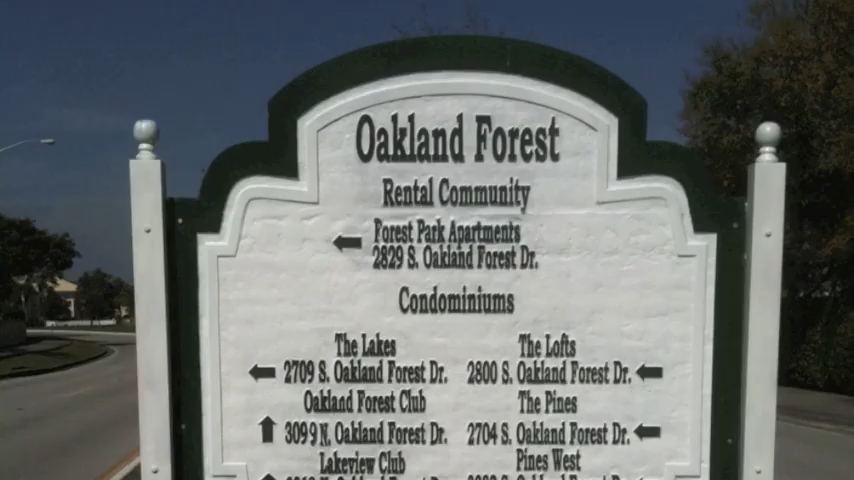 Oakland Forest
Rental Community
Forest Park Apartments
2829 S. Oakland Forest Dr.
Condominiums
The Lakes
2709 S. Oakland Forest Dr.
Oakland Forest Club
3099 N. Oakland Forest Dr.
Lakeview Club
The Lofts
2800 S. Oakland Forest Dr.
The Pines
2704 S. Oakland Forest Dr.
Pines West